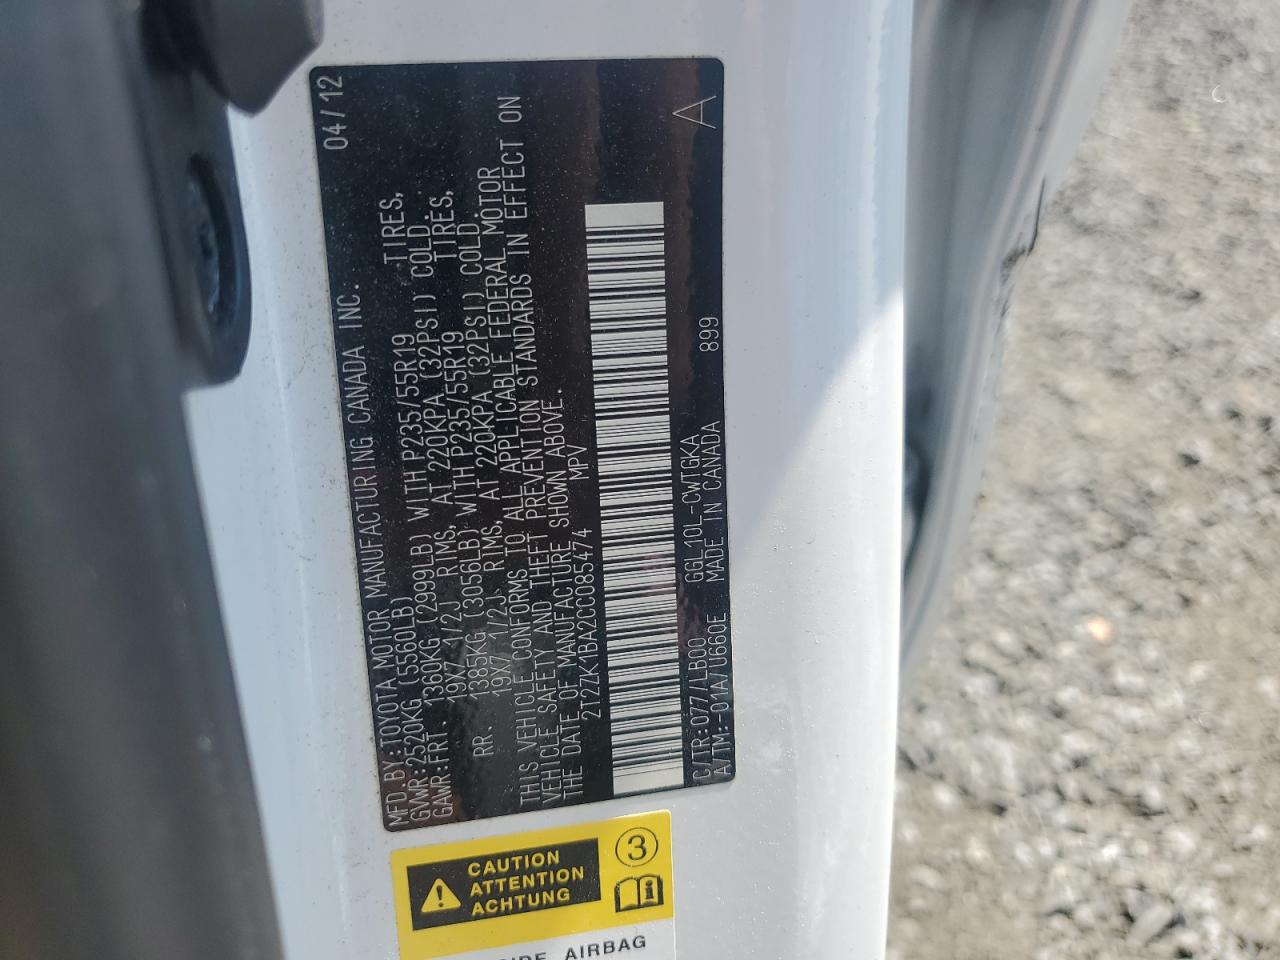 MFD.BY:TOYOTA MOTOR MANUFACTURING CANADA INC. 04/12
GVWR:2520KG (5560LB)
GAWR:FRT. 1360KG (2999LB) WITH P235/55R19 TIRES,
19X7 1/2J RIMS, AT 220KPA (32PSI) COLD.
RR. 1385KG (3056LB) WITH P235/55R19 TIRES,
19X7 1/2J RIMS, AT 220KPA (32PSI) COLD.
THIS VEHICLE CONFORMS TO ALL APPLICABLE FEDERAL MOTOR
VEHICLE SAFETY AND THEFT PREVENTION STANDARDS IN EFFECT ON
THE DATE OF MANUFACTURE SHOWN ABOVE.
2T2ZK1BA2CC085474 MPV
C/TR:077/LB00 GGL10L-CWTGKA 899 A
A/TM:-01A/U660E MADE IN CANADA
CAUTION
ATTENTION
ACHTUNG
3
i
AIRBAG